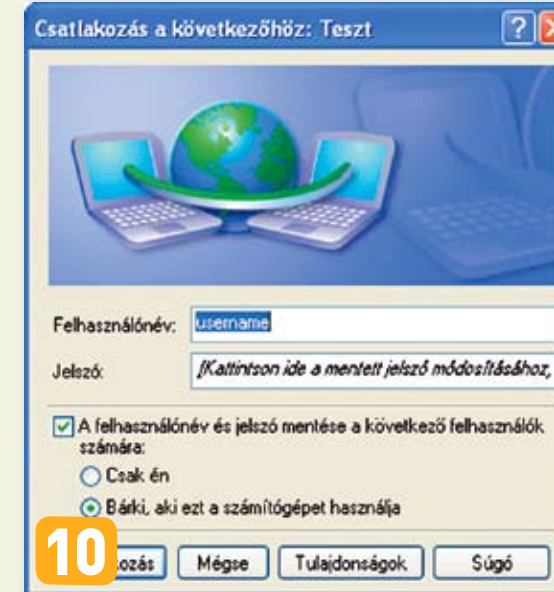 Csatlakozás a következőhöz: Teszt
Felhasználónév: username
Jelszó: [Kattintson ide a mentett jelszó módosításához,
A felhasználónév és jelszó mentése a következő felhasználók
számára:
Csak én
Bárki, aki ezt a számítógépet használja
10 kozás Mégse Tulajdonságok Súgó